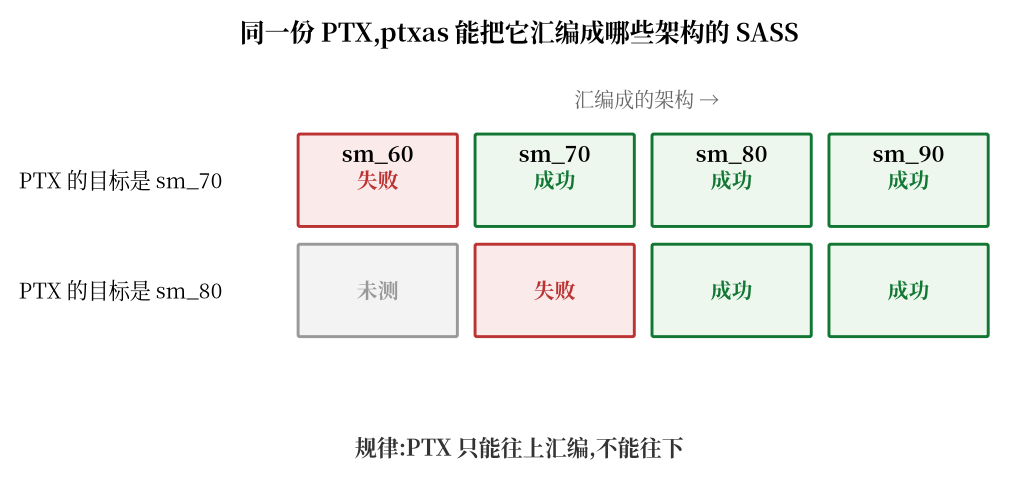 同一份 PTX,ptxas 能把它汇编成哪些架构的 SASS
汇编成的架构 →
sm_60 sm_70 sm_80 sm_90
PTX 的目标是 sm_70 失败 成功 成功 成功
PTX 的目标是 sm_80 未测 失败 成功 成功
规律:PTX 只能往上汇编,不能往下